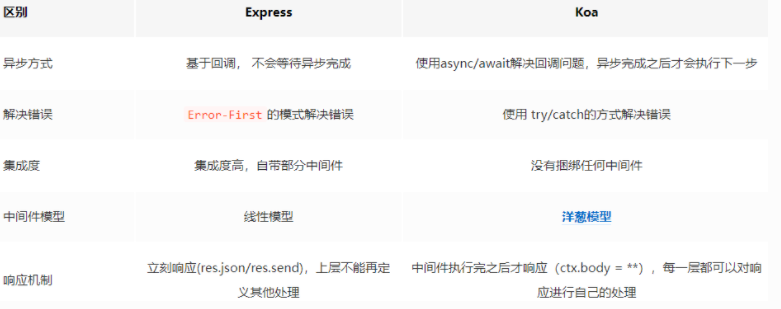 区别 Express Koa
异步方式 基于回调， 不会等待异步完成 使用async/await解决回调问题，异步完成之后才会执行下一步
解决错误 Error-First 的模式解决错误 使用 try/catch的方式解决错误
集成度 集成度高，自带部分中间件 没有捆绑任何中间件
中间件模型 线性模型 洋葱模型
响应机制 立刻响应(res.json/res.send)，上层不能再定 中间件执行完之后才响应（ctx.body = **），每一层都可以对响
义其他处理 应进行自己的处理